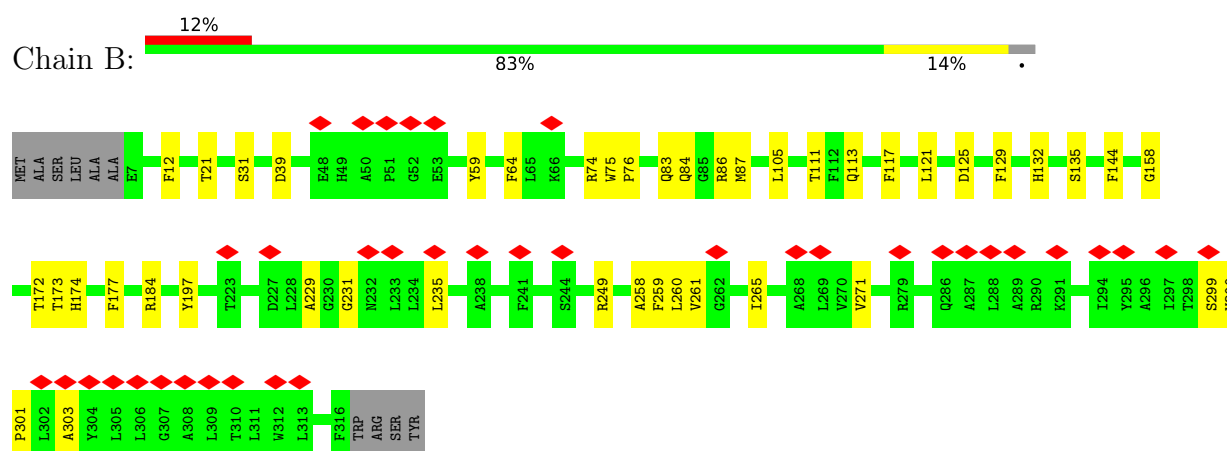 12%
Chain B:
83% 14% •
MET ALA SER LEU ALA ALA E7 F12 T21 S31 D39 E48 H49 A50 P51 G52 E53 Y59 F64 L65 K66 R74 W75 P76 Q83 Q84 G85 R86 M87 L105 T111 F112 Q113 F117 L121 D125 F129 H132 S135 F144 G158
T172 T173 H174 F177 R184 Y197 T223 D227 L228 A229 G230 G231 N232 L233 L234 L235 A238 F241 S244 R249 A258 F259 L260 V261 G262 I265 A268 L269 V270 V271 R279 Q286 A287 L288 A289 R290 K291 I294 Y295 A296 I297 T298 S299
P301 L302 A303 Y304 L305 L306 G307 A308 L309 T310 L311 W312 L313 F316 TRP ARG SER TYR